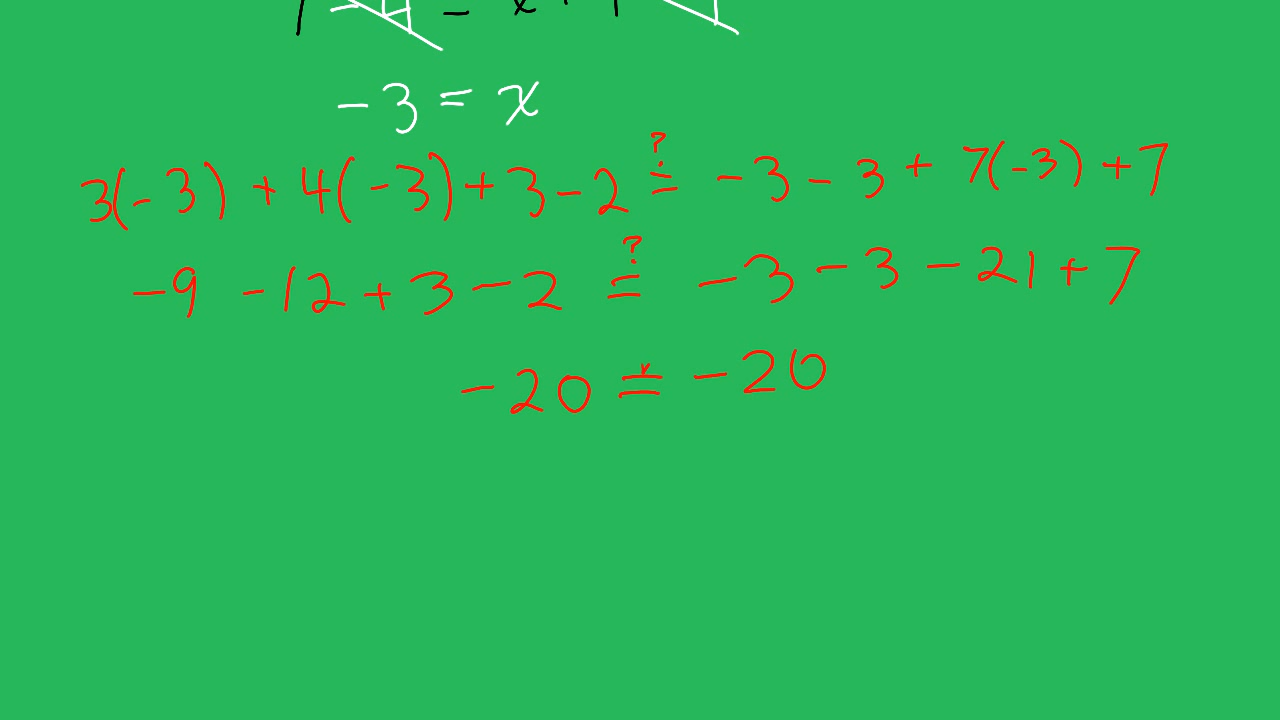 -3 = x
3(-3) + 4(-3) + 3 - 2 ≟ -3 - 3 + 7(-3) + 7
-9 -12 + 3 - 2 ≟ -3 - 3 - 21 + 7
-20 = -20